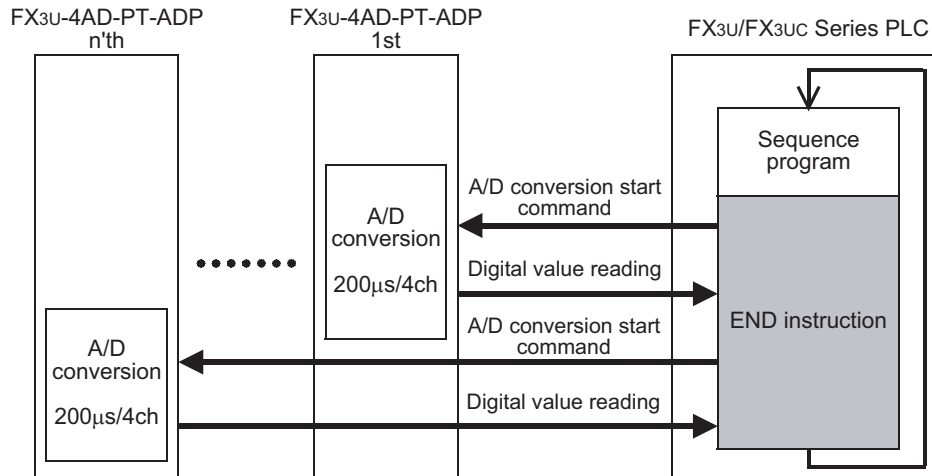 FX3U-4AD-PT-ADP
n'th
FX3U-4AD-PT-ADP
1st
FX3U/FX3UC Series PLC
Sequence
program
A/D conversion start
command
A/D
conversion
200μs/4ch
Digital value reading
END instruction
A/D conversion start
command
A/D
conversion
200μs/4ch
Digital value reading